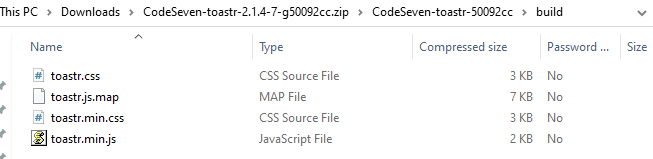 This PC > Downloads > CodeSeven-toastr-2.1.4-7-g50092cc.zip > CodeSeven-toastr-50092cc > build
Name Type Compressed size Password ... Size
toastr.css CSS Source File 3 KB No
toastr.js.map MAP File 7 KB No
toastr.min.css CSS Source File 3 KB No
toastr.min.js JavaScript File 2 KB No